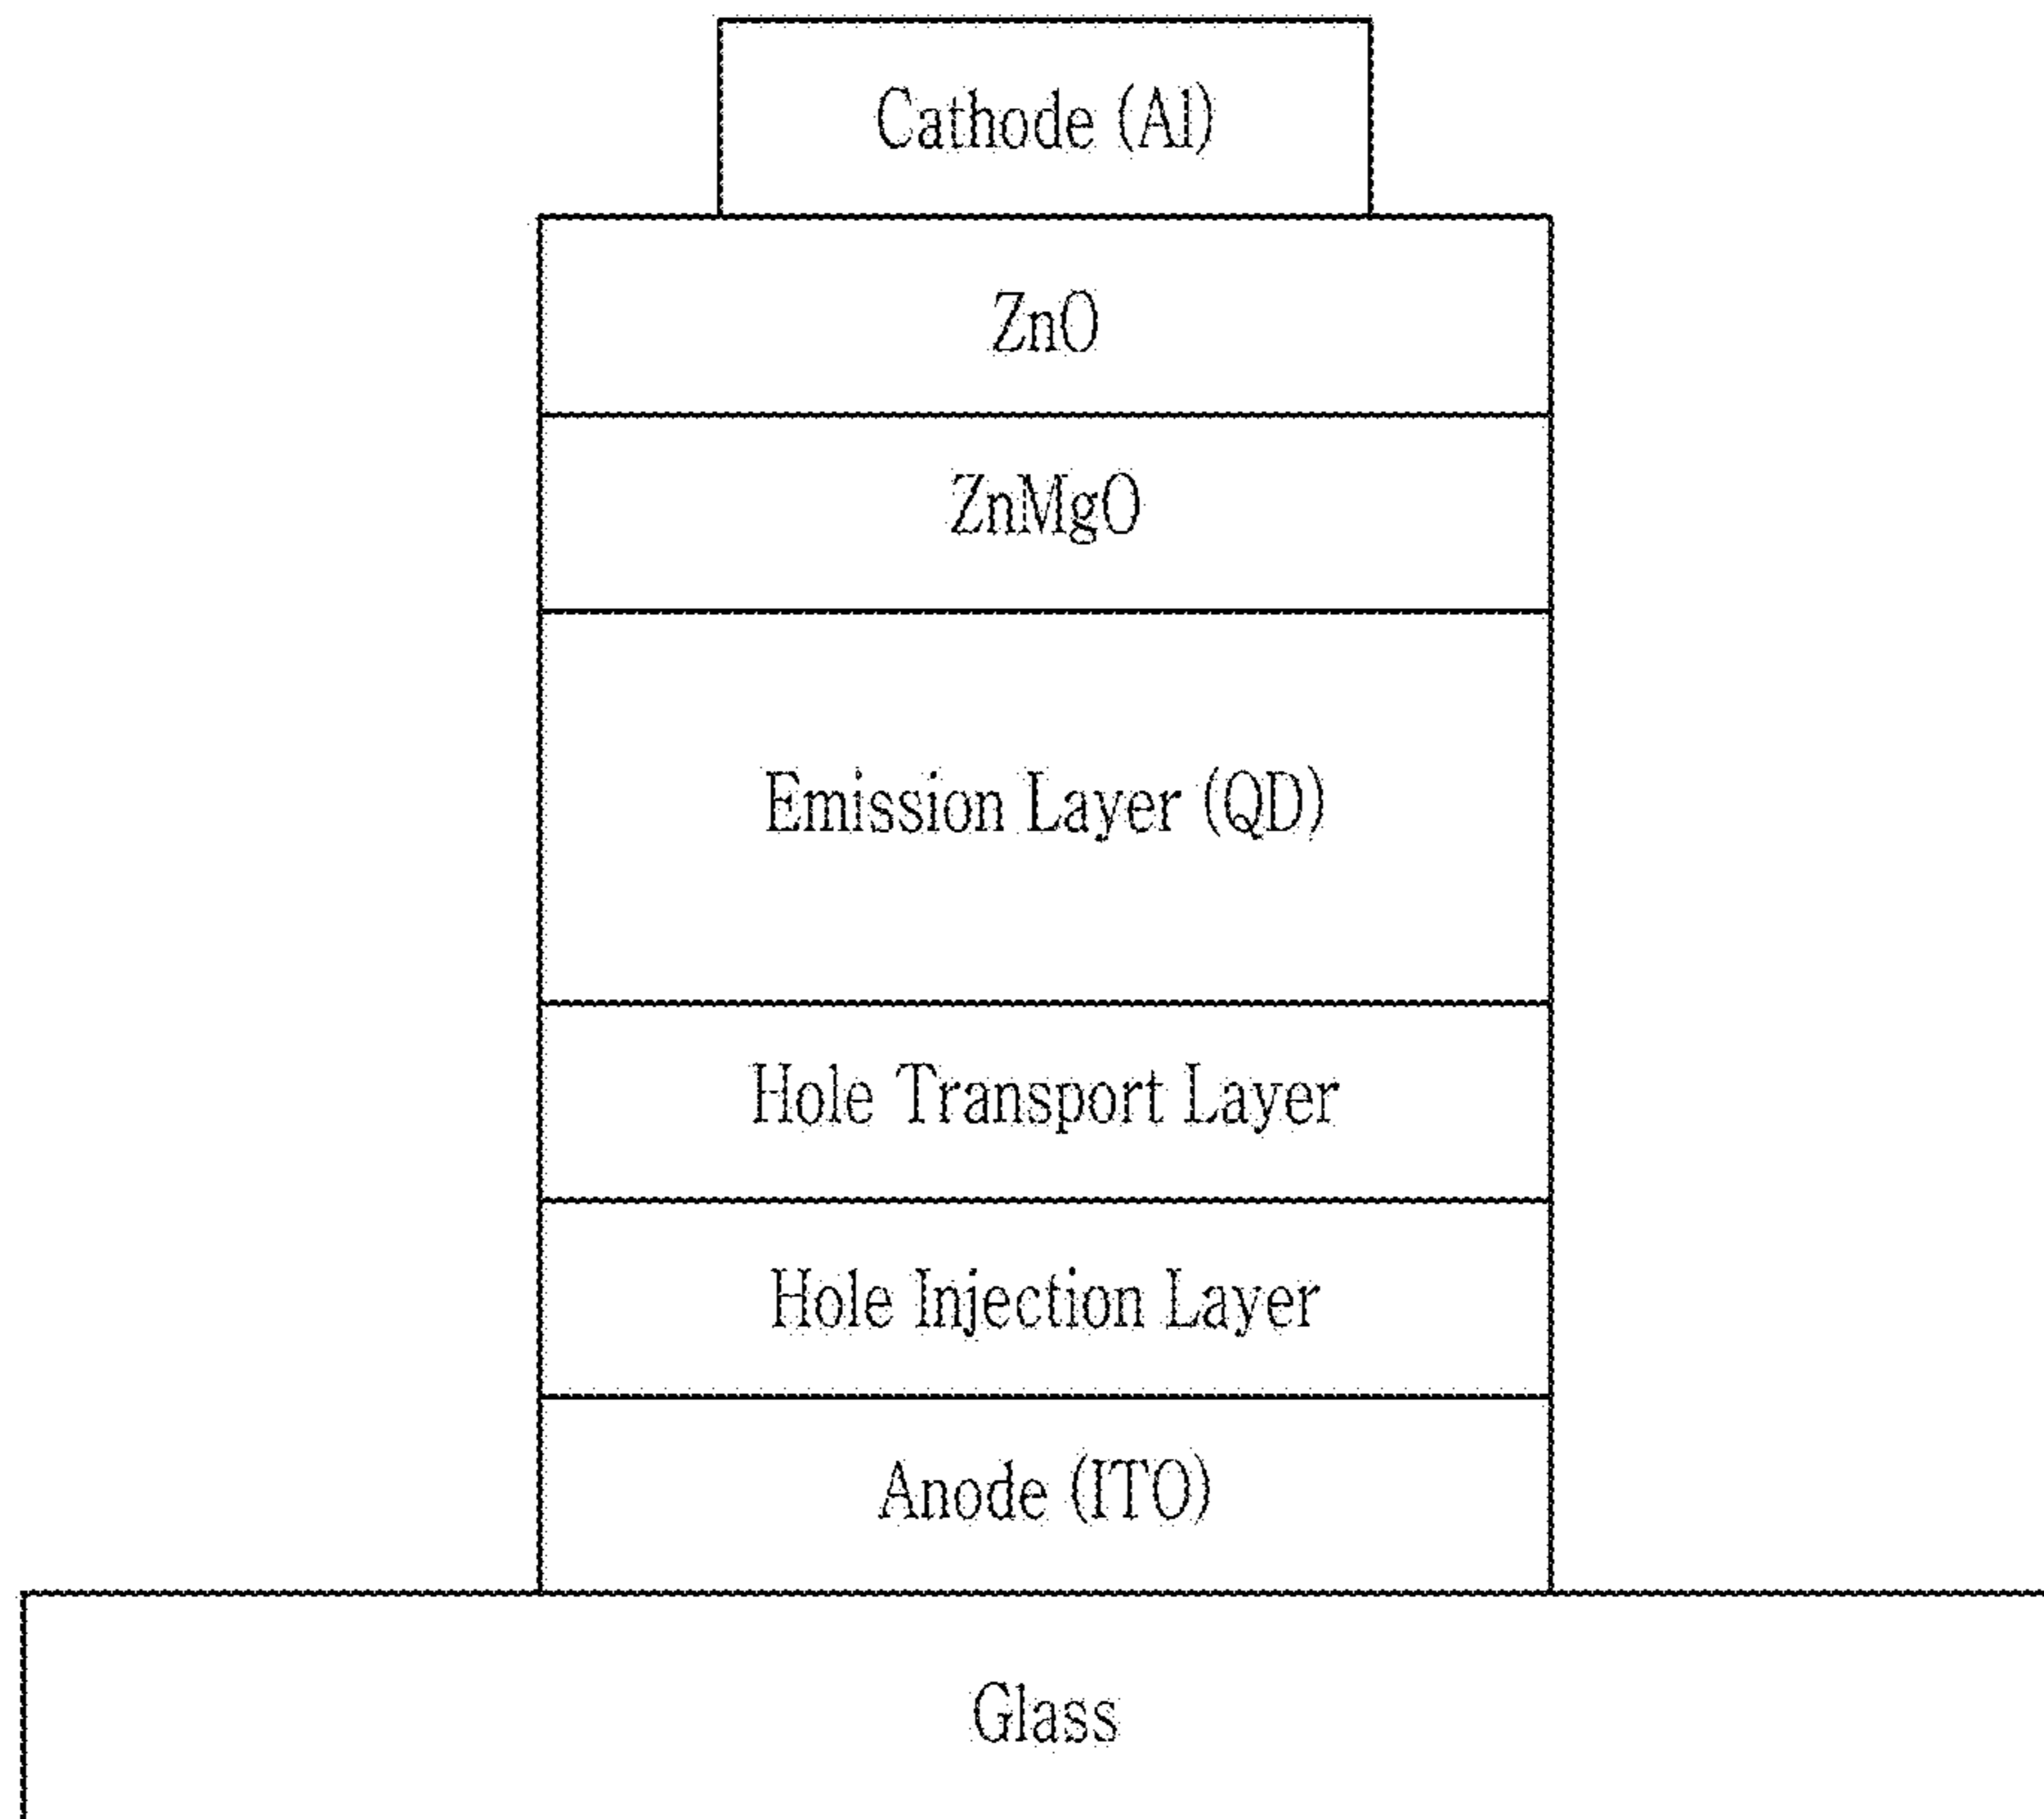 Cathode (Al)
ZnO
ZnMgO
Emission Layer (QD)
Hole Transport Layer
Hole Injection Layer
Anode (ITO)
Glass